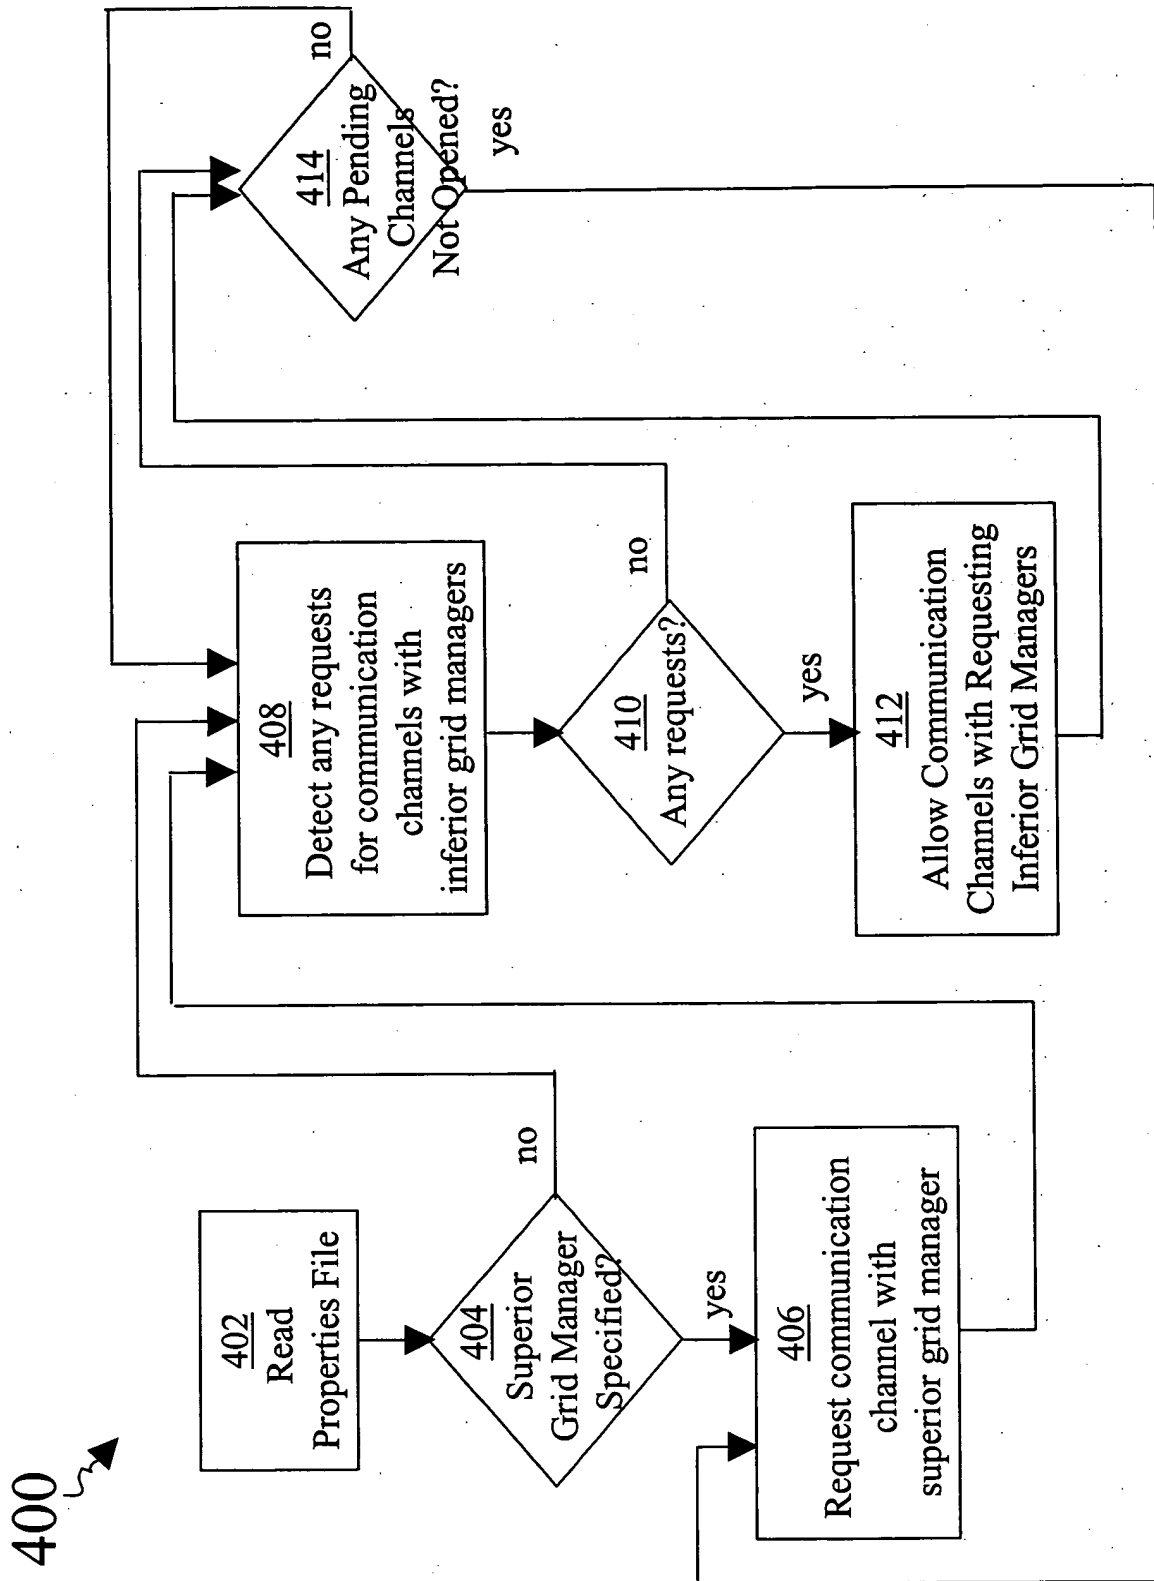 400
402
Read
Properties File
404
Superior
Grid Manager
Specified?
no
yes
406
Request communication
channel with
superior grid manager
408
Detect any requests
for communication
channels with
inferior grid managers
410
Any requests?
no
yes
412
Allow Communication
Channels with Requesting
Inferior Grid Managers
414
Any Pending
Channels
Not Opened?
no
yes